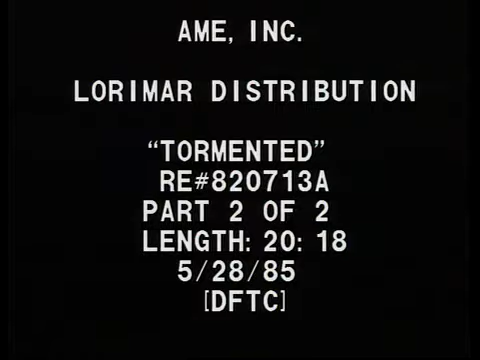 AME, INC.
LORIMAR DISTRIBUTION
“TORMENTED”
RE#820713A
PART 2 OF 2
LENGTH: 20: 18
5/28/85
[DFTC]